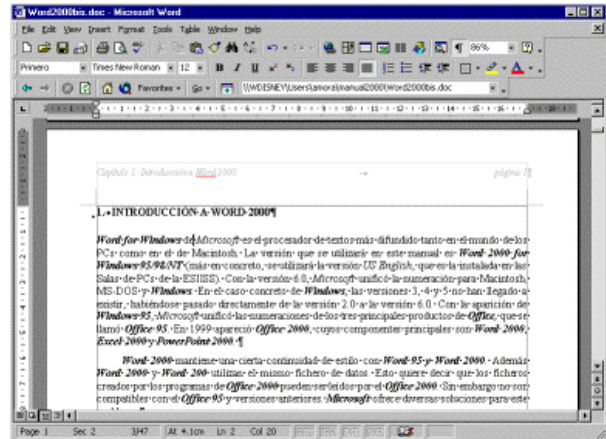 Word2000bis.doc - Microsoft Word
File Edit View Insert Format Tools Table Window Help
86%
Primero Times New Roman 12 B I U
Favorites Go \\WDISNEY\Users\amoral\manual2000\Word2000bis.doc
Capítulo 1: Introducción a Word 2000 página 1¶
1.INTRODUCCIÓN·A·WORD·2000¶
Word·for·Windows·de·Microsoft·es·el·procesador·de·textos·más·difundido·tanto·en·el·mundo·de·los·
PCs·como·en·el·de·Macintosh.·La·versión·que·se·utilizará·en·este·manual·es·Word·2000·for·
Windows·95/98/NT·(más·en·concreto,·se·utilizará·la·versión·US·English,·que·es·la·instalada·en·las·
Salas·de·PCs·de·la·ESIISS).·Con·la·versión·6.0,·Microsoft·unificó·la·numeración·para·Macintosh,·
MS-DOS·y·Windows.·En·el·caso·concreto·de·Windows,·las·versiones·3,·4·y·5·no·han·llegado·a·
existir,·habiéndose·pasado·directamente·de·la·versión·2.0·a·la·versión·6.0.·Con·la·aparición·de·
Windows·95,·Microsoft·unificó·las·numeraciones·de·los·tres·principales·productos·de·Office,·que·se·
llamó·Office·95.·En·1999·apareció·Office·2000,·cuyos·componentes·principales·son·Word·2000,·
Excel·2000·y·PowerPoint·2000.·¶
Word·2000·mantiene·una·cierta·continuidad·de·estilo·con·Word·95·y·Word·2000.·Además·
Word·2000·y·Word·200·utilizan·el·mismo·fichero·de·datos.·Esto·quiere·decir·que·los·ficheros·
creados·por·los·programas·de·Office·2000·pueden·ser·leídos·por·el·Office·2000.·Sin·embargo·no·son·
compatibles·con·el·Office·95·y·versiones·anteriores.·Microsoft·ofrece·diversas·soluciones·para·este·
Page 1 Sec 2 3/47 At 4.1cm Ln 2 Col 20 REC TRK EXT OVR